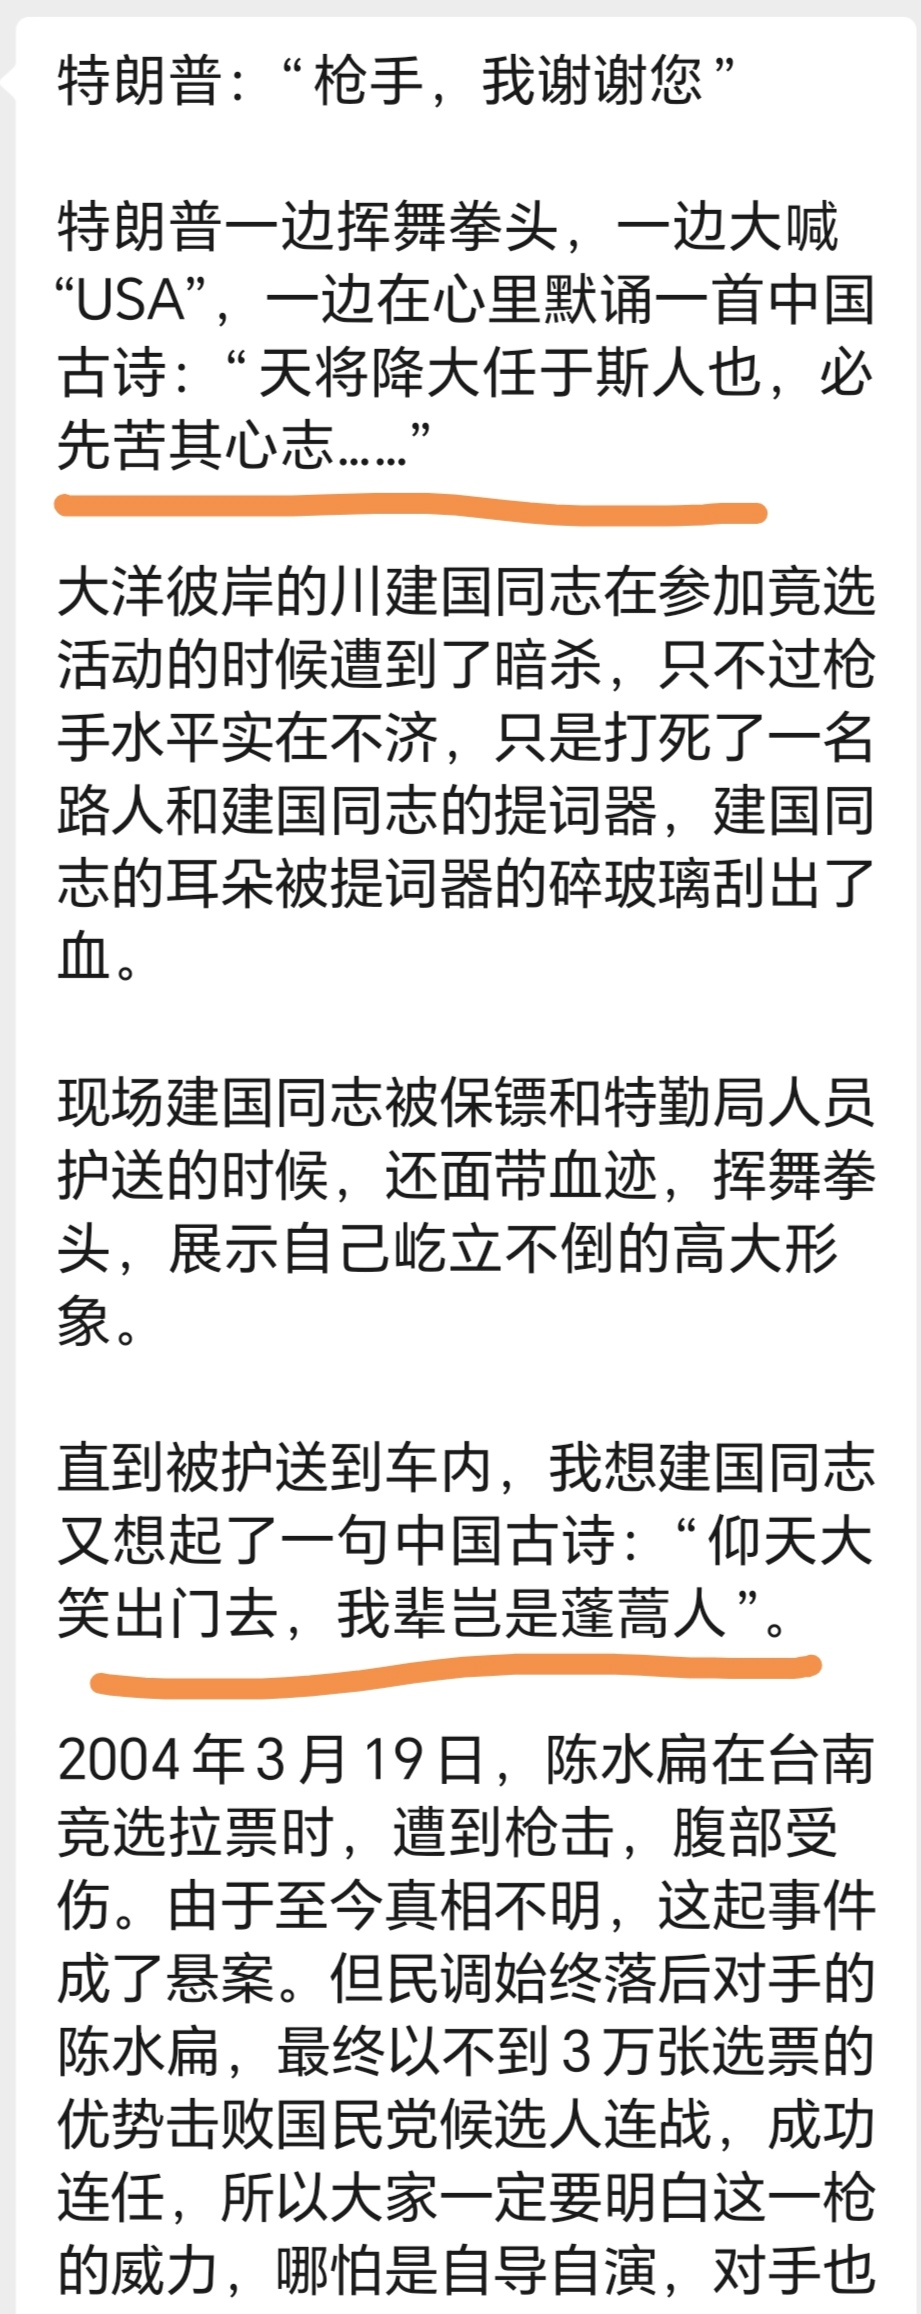 特朗普：“枪手，我谢谢您”
特朗普一边挥舞拳头，一边大喊
“USA”，一边在心里默诵一首中国
古诗：“天将降大任于斯人也，必
先苦其心志……”
大洋彼岸的川建国同志在参加竟选
活动的时候遭到了暗杀，只不过枪
手水平实在不济，只是打死了一名
路人和建国同志的提词器，建国同
志的耳朵被提词器的碎玻璃刮出了
血。
现场建国同志被保镖和特勤局人员
护送的时候，还面带血迹，挥舞拳
头，展示自己屹立不倒的高大形
象。
直到被护送到车内，我想建国同志
又想起了一句中国古诗：“仰天大
笑出门去，我辈岂是蓬蒿人”。
2004年3月19日，陈水扁在台南
竞选拉票时，遭到枪击，腹部受
伤。由于至今真相不明，这起事件
成了悬案。但民调始终落后对手的
陈水扁，最终以不到3万张选票的
优势击败国民党候选人连战，成功
连任，所以大家一定要明白这一枪
的威力，哪怕是自导自演，对手也